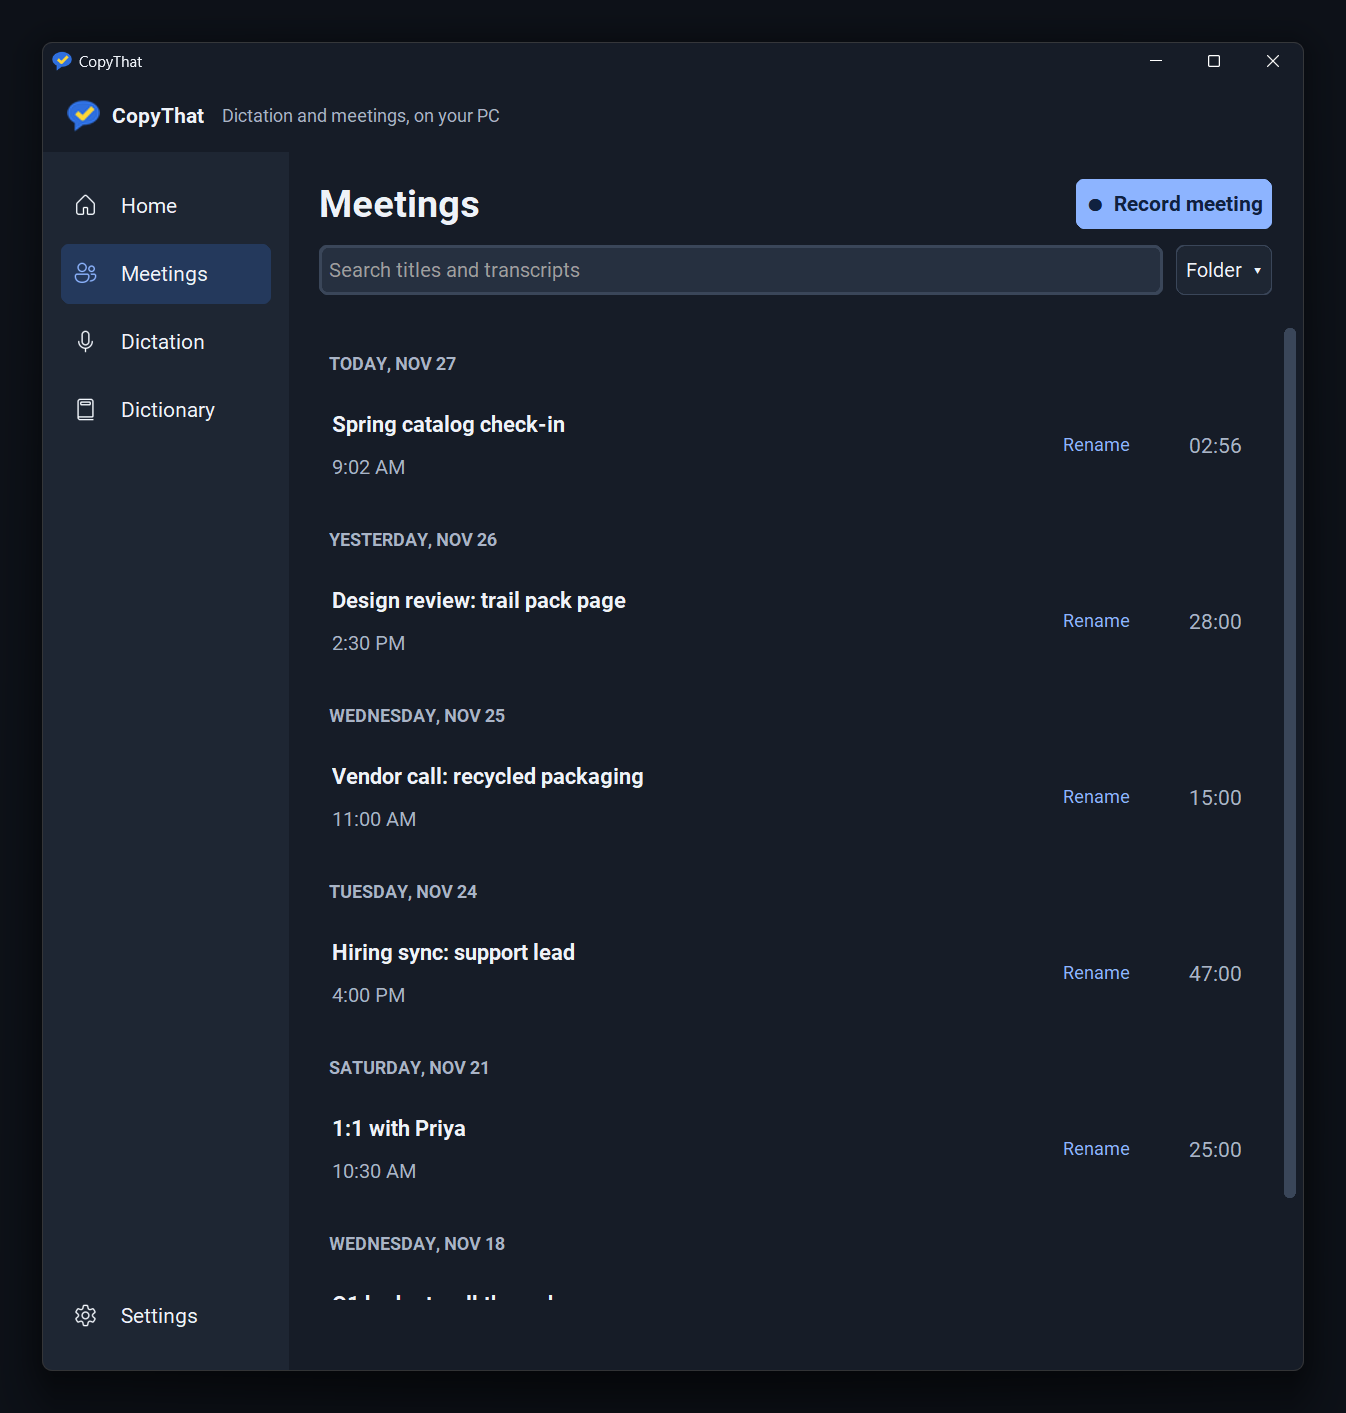 CopyThat
CopyThat Dictation and meetings, on your PC
Home
Meetings
Dictation
Dictionary
Settings
Meetings
Record meeting
Search titles and transcripts
Folder
TODAY, NOV 27
Spring catalog check-in
9:02 AM
Rename
02:56
YESTERDAY, NOV 26
Design review: trail pack page
2:30 PM
Rename
28:00
WEDNESDAY, NOV 25
Vendor call: recycled packaging
11:00 AM
Rename
15:00
TUESDAY, NOV 24
Hiring sync: support lead
4:00 PM
Rename
47:00
SATURDAY, NOV 21
1:1 with Priya
10:30 AM
Rename
25:00
WEDNESDAY, NOV 18